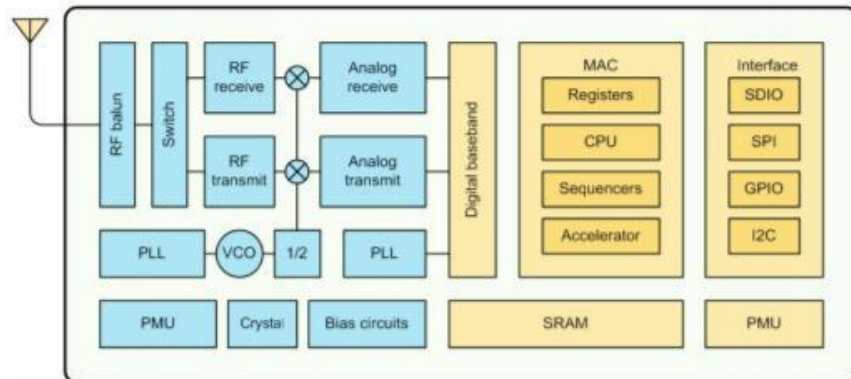 RF balun
Switch
RF
receive
Analog
receive
RF
transmit
Analog
transmit
PLL
VCO
1/2
PLL
Digital baseband
MAC
Registers
CPU
Sequencers
Accelerator
Interface
SDIO
SPI
GPIO
I2C
PMU
Crystal
Bias circuits
SRAM
PMU